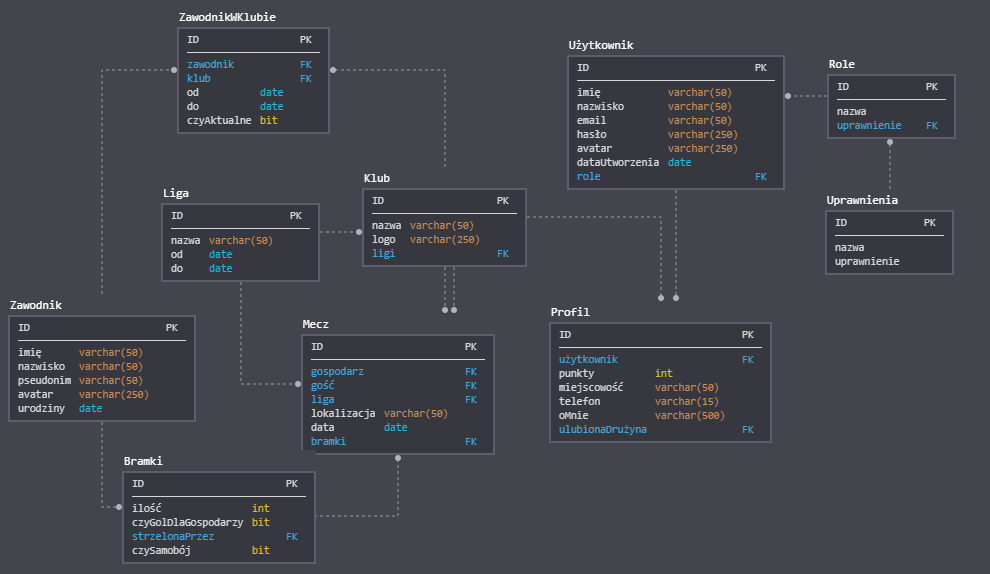 ZawodnikWKlubie
ID PK
zawodnik FK
klub FK
od date
do date
czyAktualne bit
Użytkownik
ID PK
imię varchar(50)
nazwisko varchar(50)
email varchar(50)
hasło varchar(250)
avatar varchar(250)
dataUtworzenia date
role FK
Role
ID PK
nazwa
uprawnienie FK
Liga
ID PK
nazwa varchar(50)
od date
do date
Klub
ID PK
nazwa varchar(50)
logo varchar(250)
ligi FK
Uprawnienia
ID PK
nazwa
uprawnienie
Zawodnik
ID PK
imię varchar(50)
nazwisko varchar(50)
pseudonim varchar(50)
avatar varchar(250)
urodziny date
Mecz
ID PK
gospodarz FK
gość FK
liga FK
lokalizacja varchar(50)
data date
bramki FK
Profil
ID PK
użytkownik FK
punkty int
miejscowość varchar(50)
telefon varchar(15)
oMnie varchar(500)
ulubionaDrużyna FK
Bramki
ID PK
ilość int
czyGolDlaGospodarzy bit
strzelonaPrzez FK
czySamobój bit